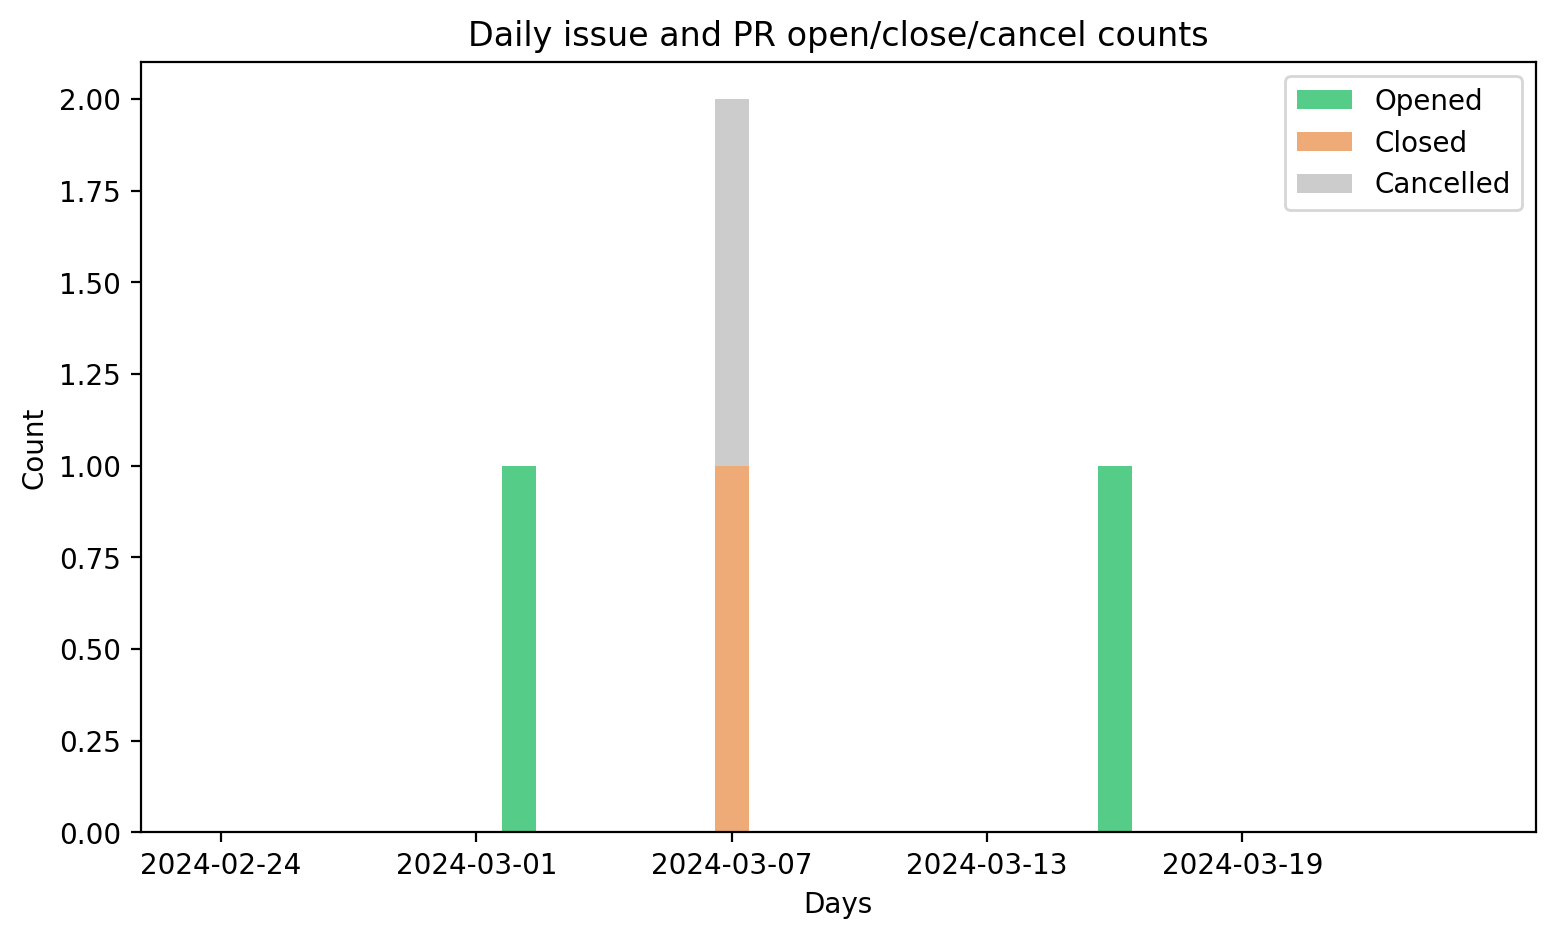 Daily issue and PR open/close/cancel counts
Opened
Closed
Cancelled
2.00
1.75
1.50
1.25
1.00
0.75
0.50
0.25
0.00
Count
2024-02-24 2024-03-01 2024-03-07 2024-03-13 2024-03-19
Days